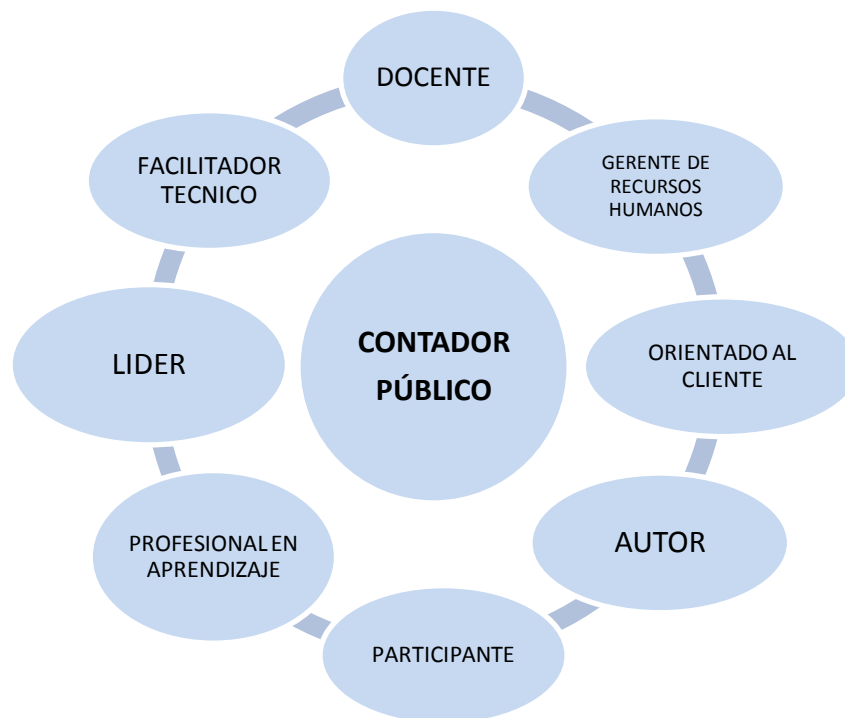 DOCENTE
GERENTE DE
RECURSOS
HUMANOS
ORIENTADO AL
CLIENTE
AUTOR
PARTICIPANTE
PROFESIONAL EN
APRENDIZAJE
LIDER
FACILITADOR
TECNICO
CONTADOR
PÚBLICO